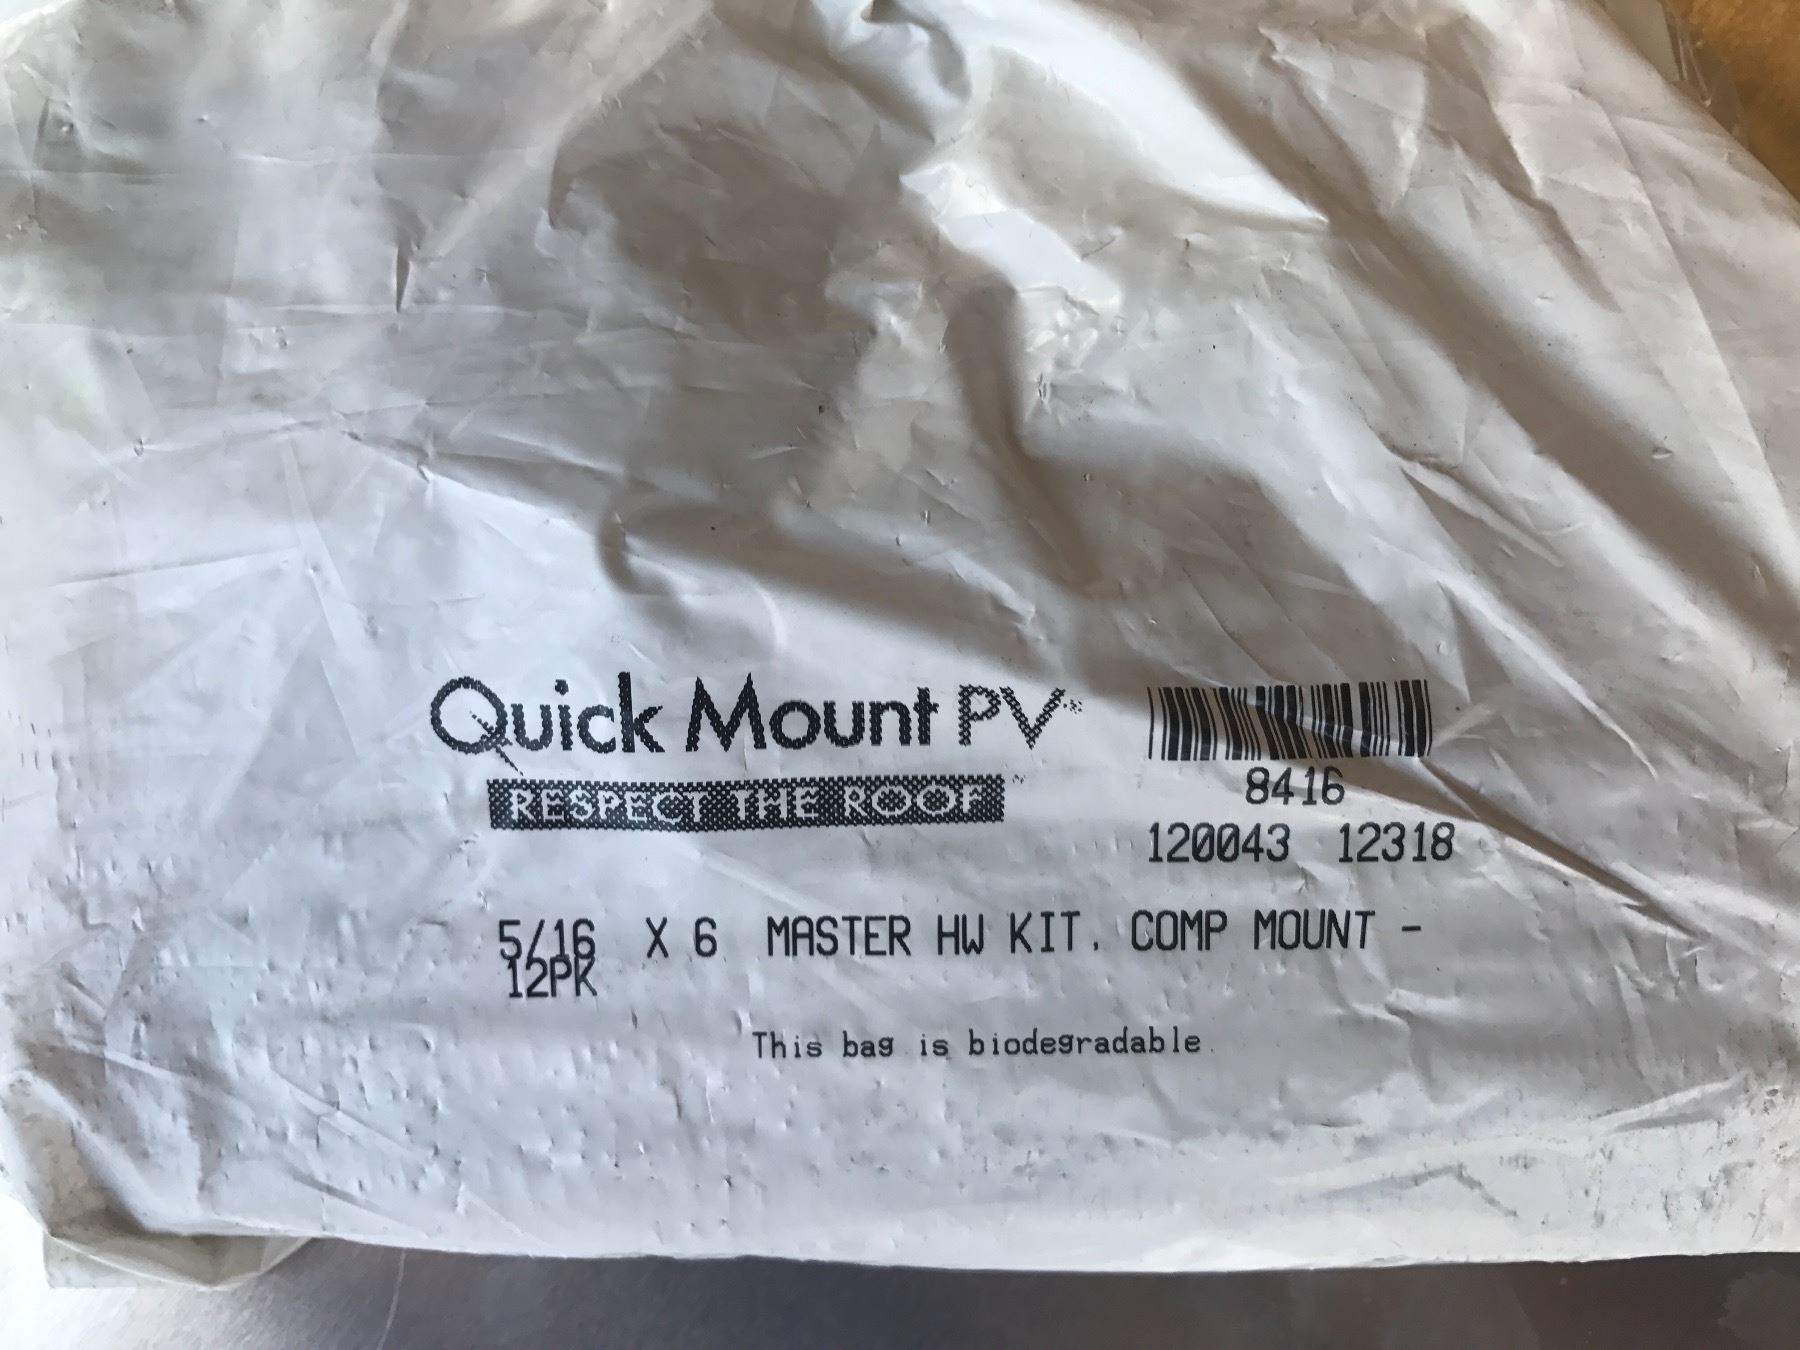 Quick Mount PV
RESPECT THE ROOF
8416
120043 12318
5/16 X 6 MASTER HW KIT, COMP MOUNT -
12PK
This bag is biodegradable.